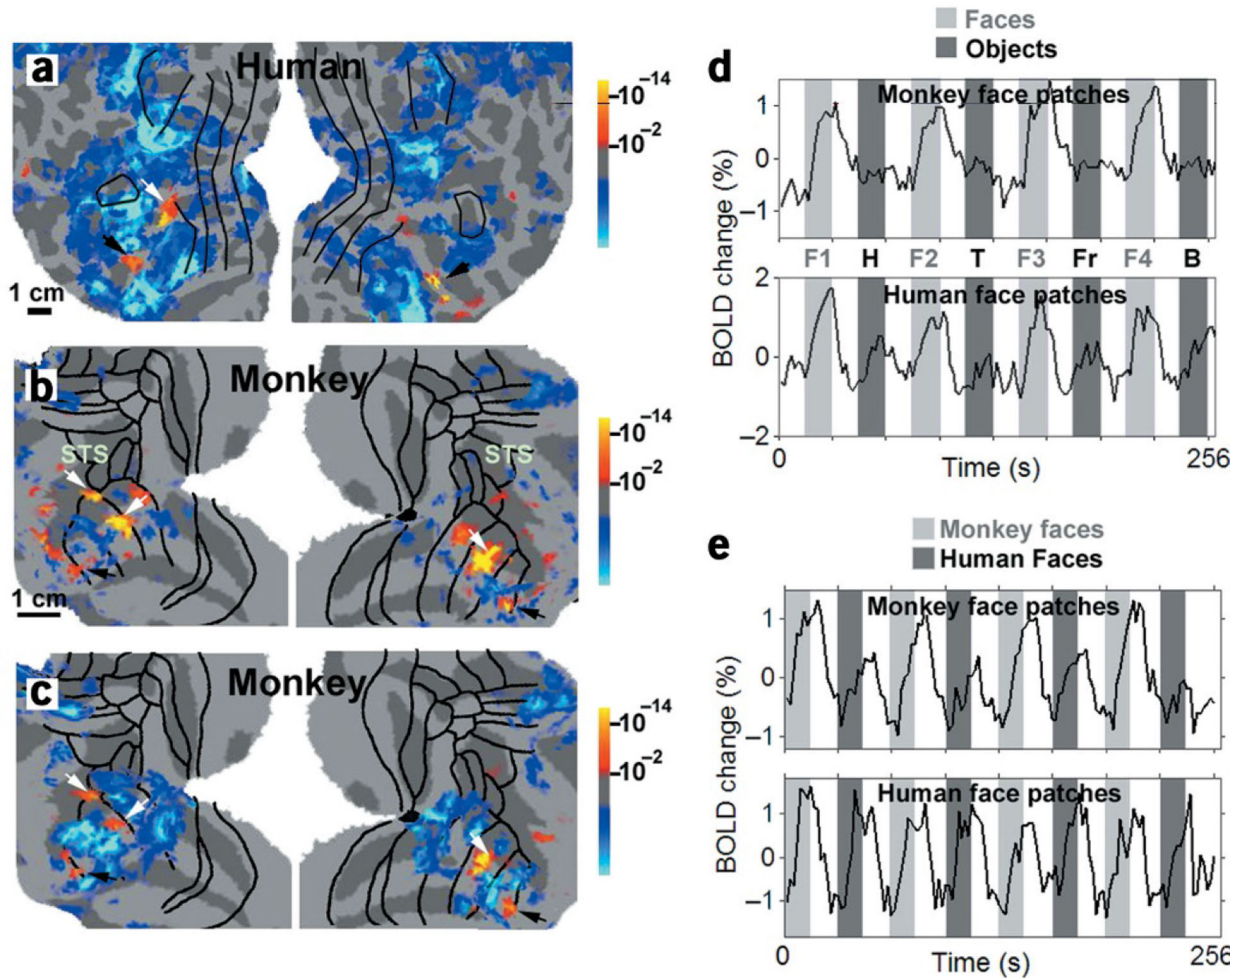 a
Human
10^-14
10^-2
1 cm
b
Monkey
STS
STS
10^-14
10^-2
1 cm
c
Monkey
10^-14
10^-2
Faces
Objects
d
Monkey face patches
1
0
–1
BOLD change (%)
F1 H F2 T F3 Fr F4 B
Human face patches
2
0
–2
0
256
Time (s)
Monkey faces
Human Faces
e
Monkey face patches
1
0
–1
BOLD change (%)
Human face patches
1
0
–1
0
256
Time (s)